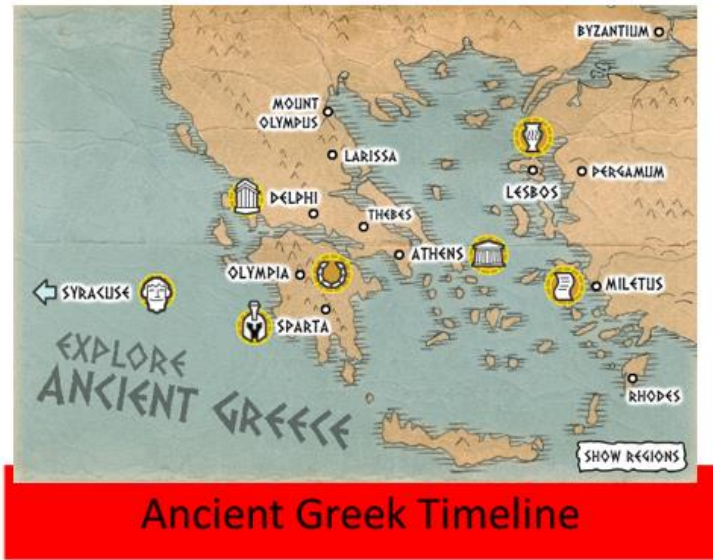 BYZANTIUM
MOUNT
OLYMPUS
LARISSA
PERGAMUM
LESBOS
DELPHI
THEBES
ATHENS
OLYMPIA
MILETUS
SYRACUSE
SPARTA
EXPLORE
ANCIENT GREECE
RHODES
SHOW REGIONS
Ancient Greek Timeline